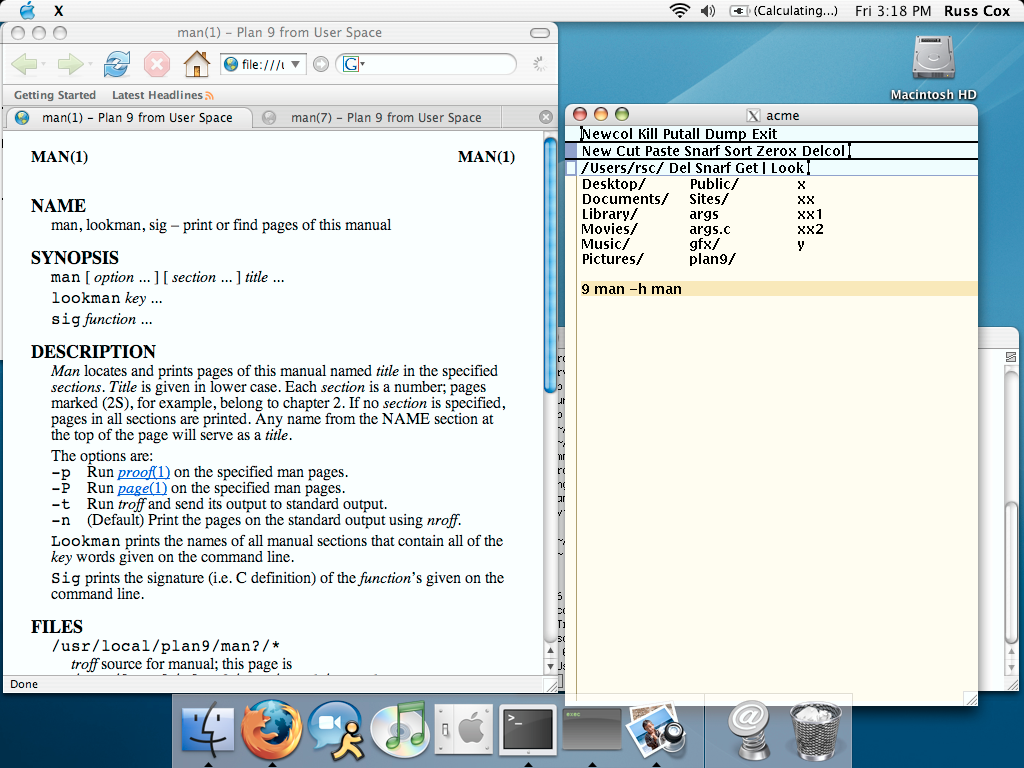 X
(Calculating...) Fri 3:18 PM Russ Cox
man(1) – Plan 9 from User Space
file:///
G
Getting Started Latest Headlines
man(1) – Plan 9 from User Space
man(7) – Plan 9 from User Space
MAN(1) MAN(1)
NAME
man, lookman, sig – print or find pages of this manual
SYNOPSIS
man [ option ... ] [ section ... ] title ...
lookman key ...
sig function ...
DESCRIPTION
Man locates and prints pages of this manual named title in the specified
sections. Title is given in lower case. Each section is a number; pages
marked (2S), for example, belong to chapter 2. If no section is specified,
pages in all sections are printed. Any name from the NAME section at
the top of the page will serve as a title.
The options are:
-p Run proof(1) on the specified man pages.
-P Run page(1) on the specified man pages.
-t Run troff and send its output to standard output.
-n (Default) Print the pages on the standard output using nroff.
Lookman prints the names of all manual sections that contain all of the
key words given on the command line.
Sig prints the signature (i.e. C definition) of the function's given on the
command line.
FILES
/usr/local/plan9/man?/*
troff source for manual; this page is
Done
Macintosh HD
X acme
Newcol Kill Putall Dump Exit
New Cut Paste Snarf Sort Zerox Delcol
/Users/rsc/ Del Snarf Get | Look
Desktop/ Public/ x
Documents/ Sites/ xx
Library/ args xx1
Movies/ args.c xx2
Music/ gfx/ y
Pictures/ plan9/
9 man -h man
exec